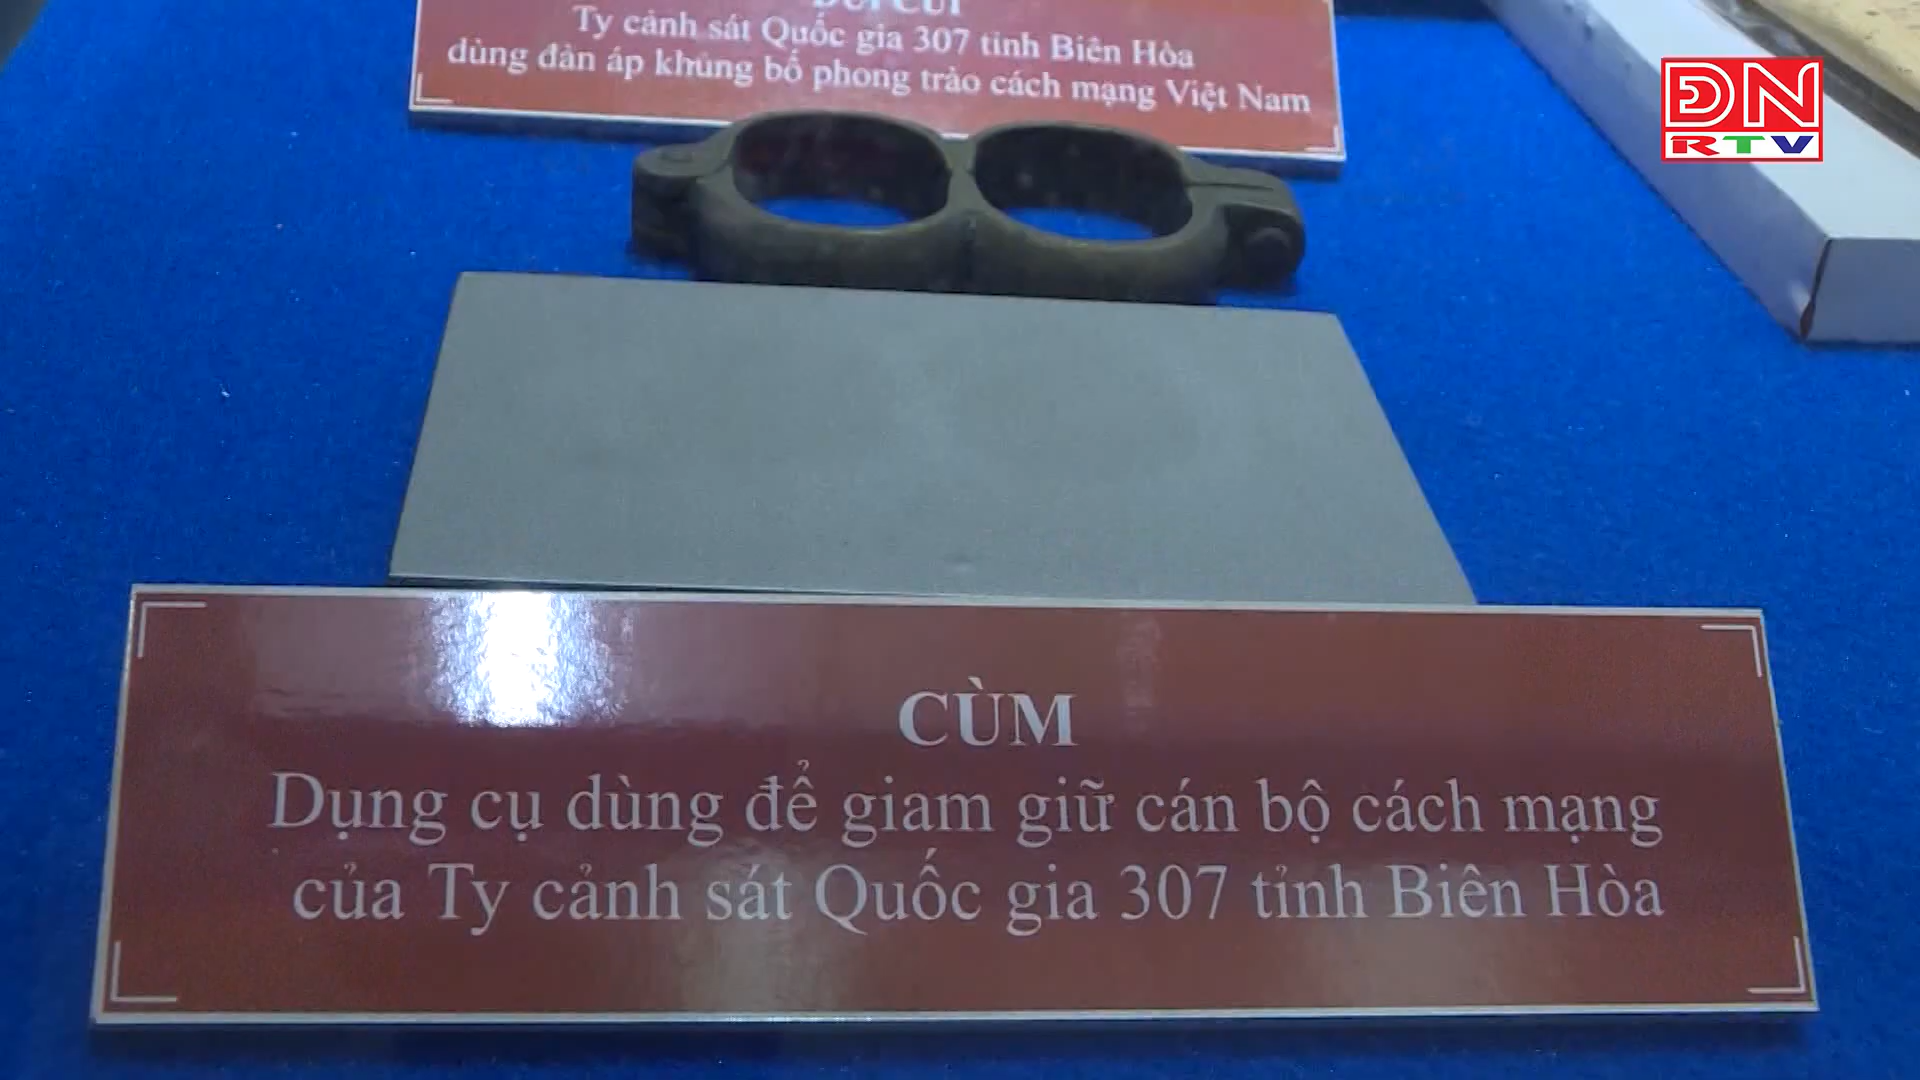 DÙI CUI
Ty cảnh sát Quốc gia 307 tỉnh Biên Hòa
dùng đàn áp khủng bố phong trào cách mạng Việt Nam
ĐN
RTV
CÙM
Dụng cụ dùng để giam giữ cán bộ cách mạng
của Ty cảnh sát Quốc gia 307 tỉnh Biên Hòa